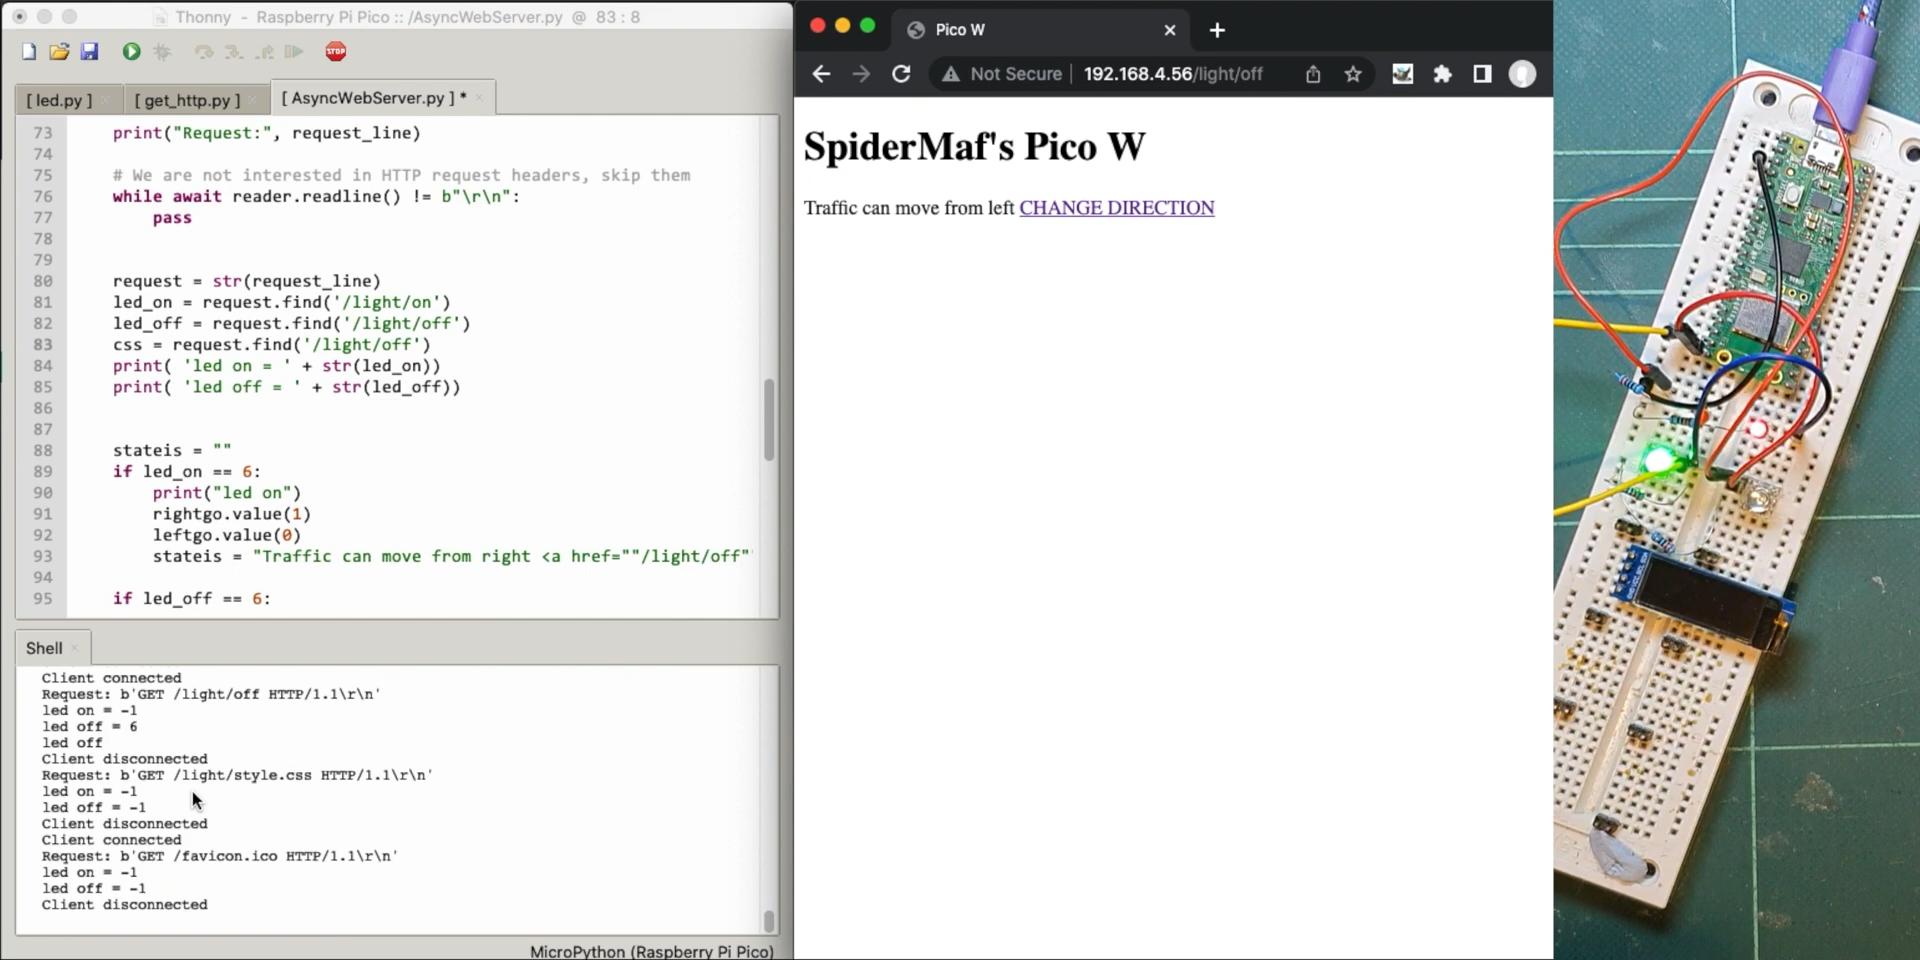 Thonny - Raspberry Pi Pico :: /AsyncWebServer.py @ 83 : 8
STOP
[ led.py ]
[ get_http.py ]
[ AsyncWebServer.py ] *
73 print("Request:", request_line)
74
75 # We are not interested in HTTP request headers, skip them
76 while await reader.readline() != b"\r\n":
77 pass
78
79
80 request = str(request_line)
81 led_on = request.find('/light/on')
82 led_off = request.find('/light/off')
83 css = request.find('/light/off')
84 print( 'led on = ' + str(led_on))
85 print( 'led off = ' + str(led_off))
86
87
88 stateis = ""
89 if led_on == 6:
90 print("led on")
91 rightgo.value(1)
92 leftgo.value(0)
93 stateis = "Traffic can move from right <a href=""/light/off"
94
95 if led_off == 6:
Shell
Client connected
Request: b'GET /light/off HTTP/1.1\r\n'
led on = -1
led off = 6
led off
Client disconnected
Request: b'GET /light/style.css HTTP/1.1\r\n'
led on = -1
led off = -1
Client disconnected
Client connected
Request: b'GET /favicon.ico HTTP/1.1\r\n'
led on = -1
led off = -1
Client disconnected
MicroPython (Raspberry Pi Pico)
Pico W
Not Secure
192.168.4.56/light/off
SpiderMaf's Pico W
Traffic can move from left CHANGE DIRECTION